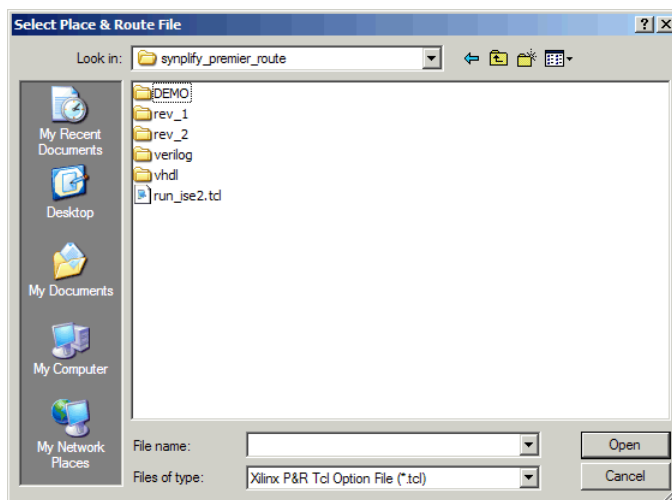 Select Place & Route File
Look in: synplify_premier_route
DEMO
rev_1
rev_2
verilog
vhdl
run_ise2.tcl
My Recent
Documents
Desktop
My Documents
My Computer
My Network
Places
File name:
Open
Files of type: Xilinx P&R Tcl Option File (*.tcl)
Cancel